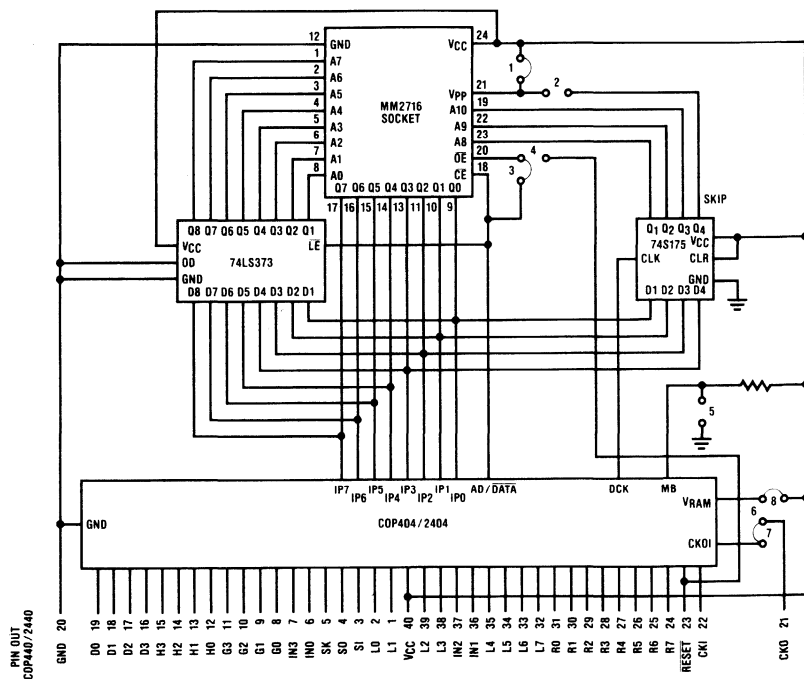 12 GND VCC 24
1 A7
2 A6
3 A5
4 A4
5 A3
6 A2
7 A1
8 A0
MM2716
SOCKET
VPP 21
A10 19
A9 22
A8 23
OE 20
CE 18
1
2
3
4
Q7 Q6 Q5 Q4 Q3 Q2 Q1 Q0
17 16 15 14 13 11 10 9
SKIP
Q8 Q7 Q6 Q5 Q4 Q3 Q2 Q1
VCC LE
74LS373
OD
GND
D8 D7 D6 D5 D4 D3 D2 D1
Q1 Q2 Q3 Q4
74S175 VCC
CLK CLR
GND
D1 D2 D3 D4
5
IP7 IP6 IP5 IP4 IP3 IP2 IP1 IP0 AD/DATA DCK MB
VRAM 8
6
GND COP404/2404
CKOI 7
PIN OUT
COP440/2440
GND 20
D0 19
D1 18
D2 17
D3 16
H3 15
H2 14
H1 13
H0 12
G3 11
G2 10
G1 9
G0 8
IN3 7
IN0 6
SK 5
SO 4
SI 3
L0 2
L1 1
VCC 40
L2 39
L3 38
IN2 37
IN1 36
L4 35
L5 34
L6 33
L7 32
R0 31
R1 30
R2 29
R3 28
R4 27
R5 26
R6 25
R7 24
RESET 23
CKI 22
CKO 21